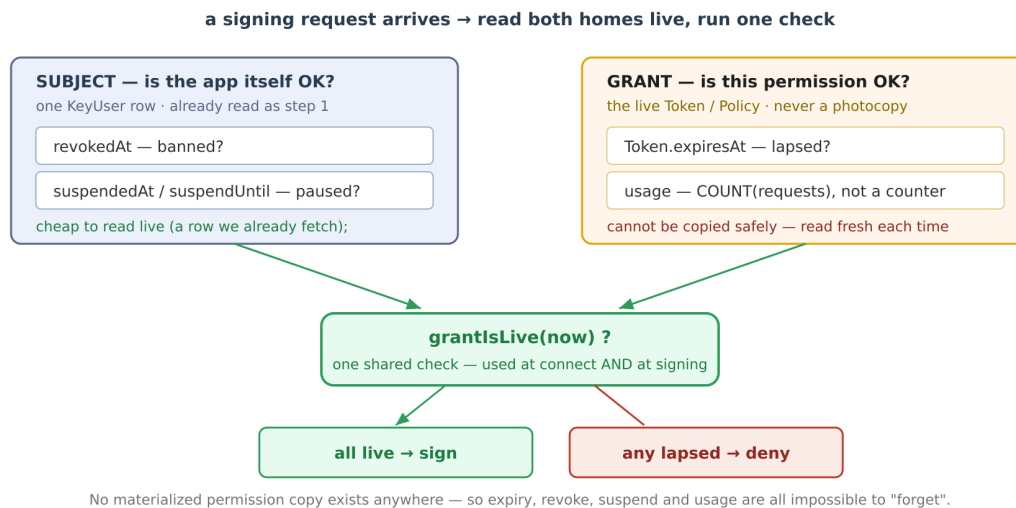 a signing request arrives → read both homes live, run one check
SUBJECT — is the app itself OK?
one KeyUser row · already read as step 1
revokedAt — banned?
suspendedAt / suspendUntil — paused?
cheap to read live (a row we already fetch);
GRANT — is this permission OK?
the live Token / Policy · never a photocopy
Token.expiresAt — lapsed?
usage — COUNT(requests), not a counter
cannot be copied safely — read fresh each time
grantIsLive(now) ?
one shared check — used at connect AND at signing
all live → sign
any lapsed → deny
No materialized permission copy exists anywhere — so expiry, revoke, suspend and usage are all impossible to "forget".